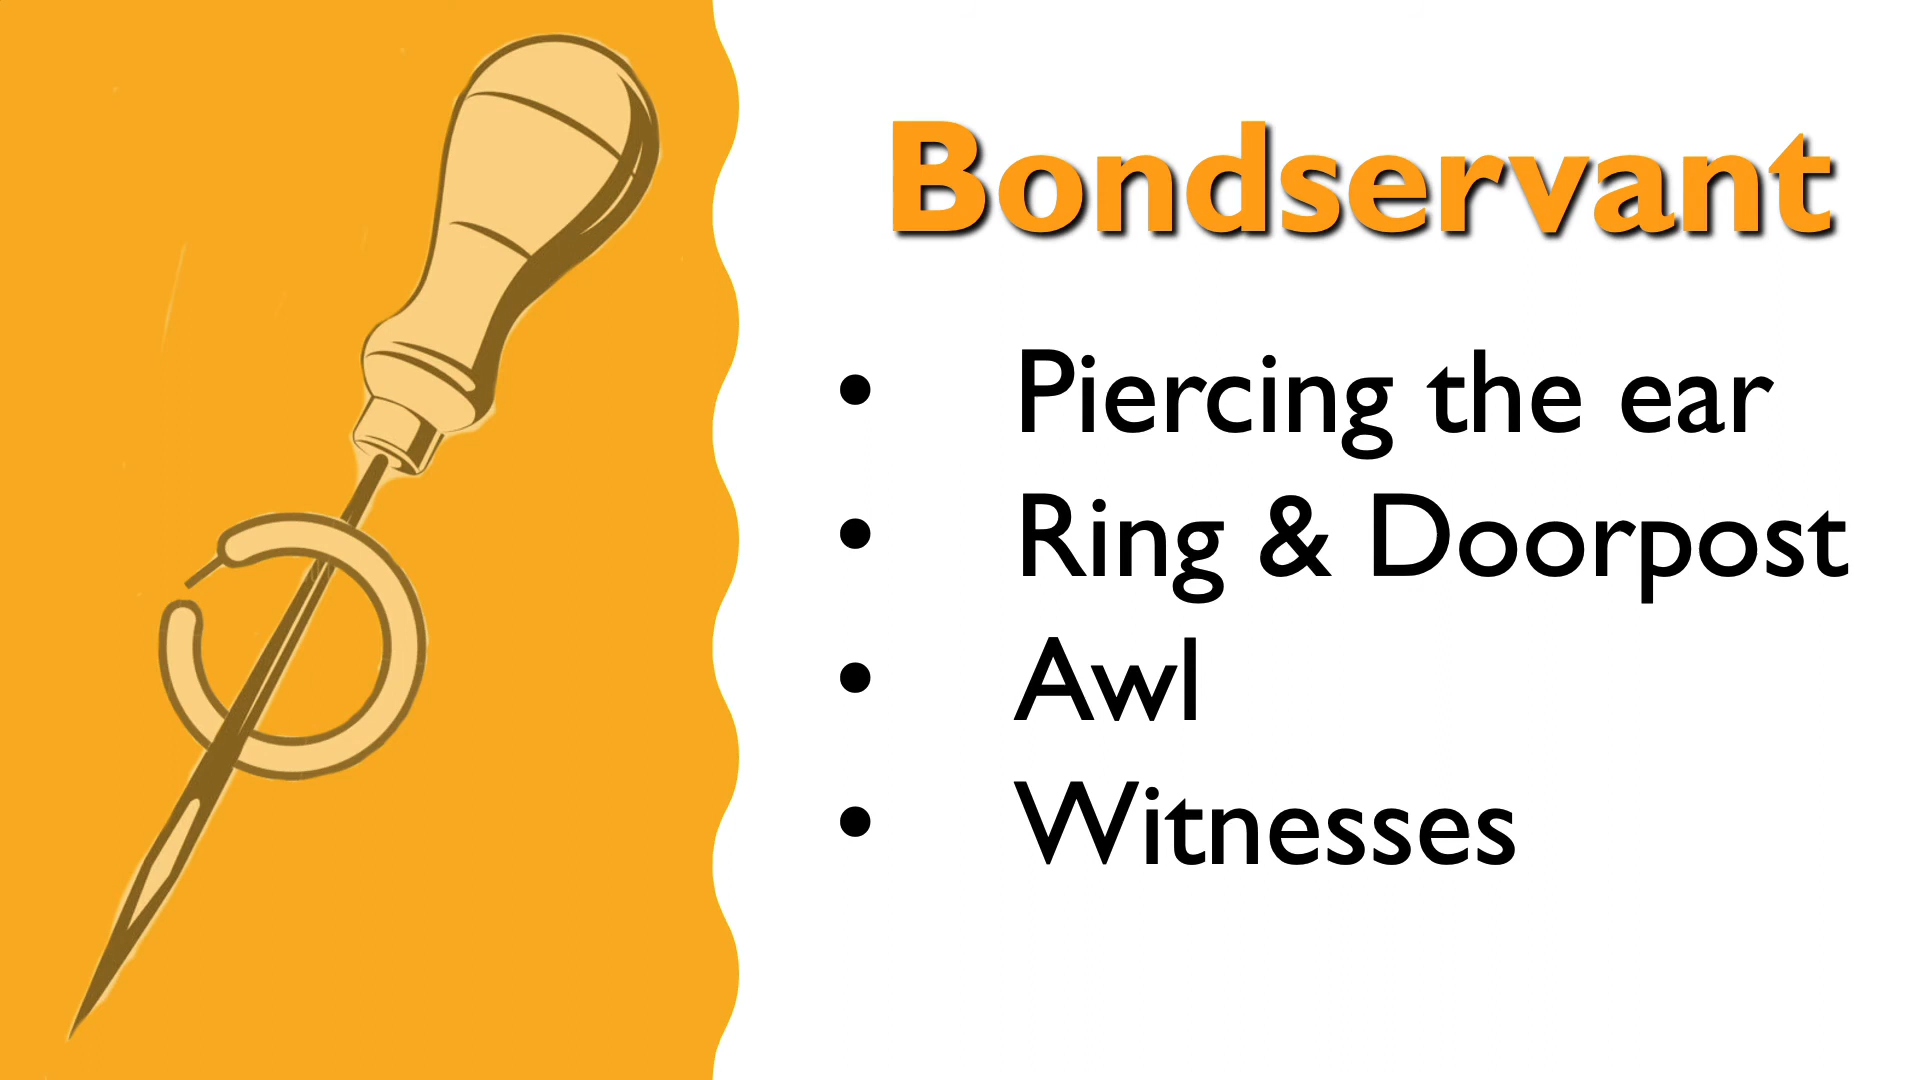 Bondservant
• Piercing the ear
• Ring & Doorpost
• Awl
• Witnesses